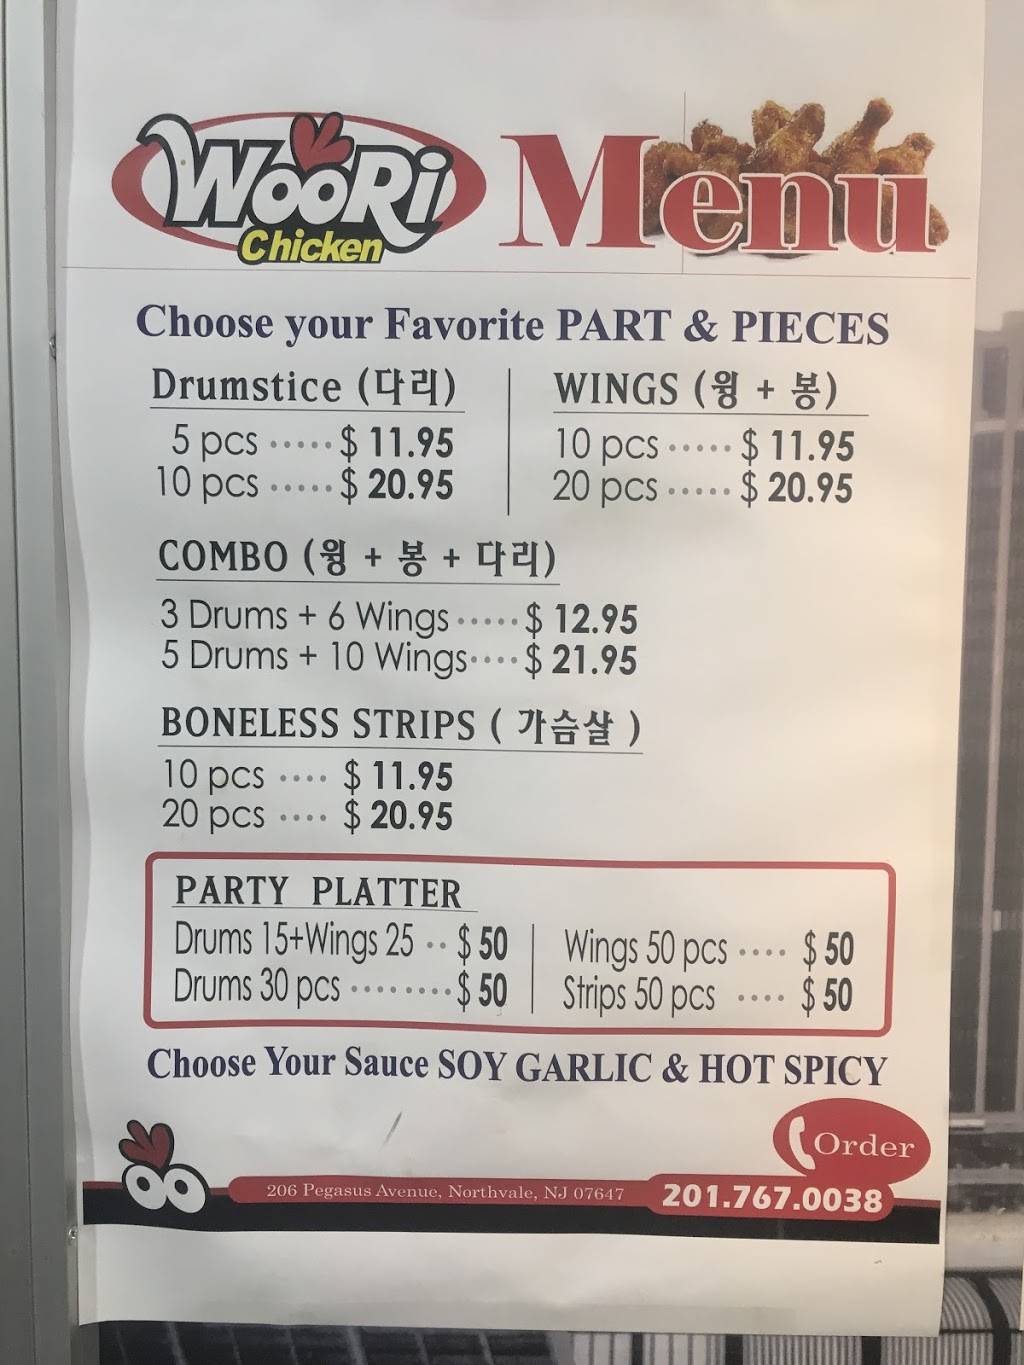 WooRi
Chicken
Menu
Choose your Favorite PART & PIECES
Drumstice (다리)
5 pcs ····· $ 11.95
10 pcs ····· $ 20.95
WINGS (윙 + 봉)
10 pcs ····· $ 11.95
20 pcs ····· $ 20.95
COMBO (윙 + 봉 + 다리)
3 Drums + 6 Wings ····· $ 12.95
5 Drums + 10 Wings ···· $ 21.95
BONELESS STRIPS ( 가슴살 )
10 pcs ···· $ 11.95
20 pcs ···· $ 20.95
PARTY PLATTER
Drums 15+Wings 25 ·· $ 50
Drums 30 pcs ········ $ 50
Wings 50 pcs ···· $ 50
Strips 50 pcs ···· $ 50
Choose Your Sauce SOY GARLIC & HOT SPICY
Order
206 Pegasus Avenue, Northvale, NJ 07647
201.767.0038